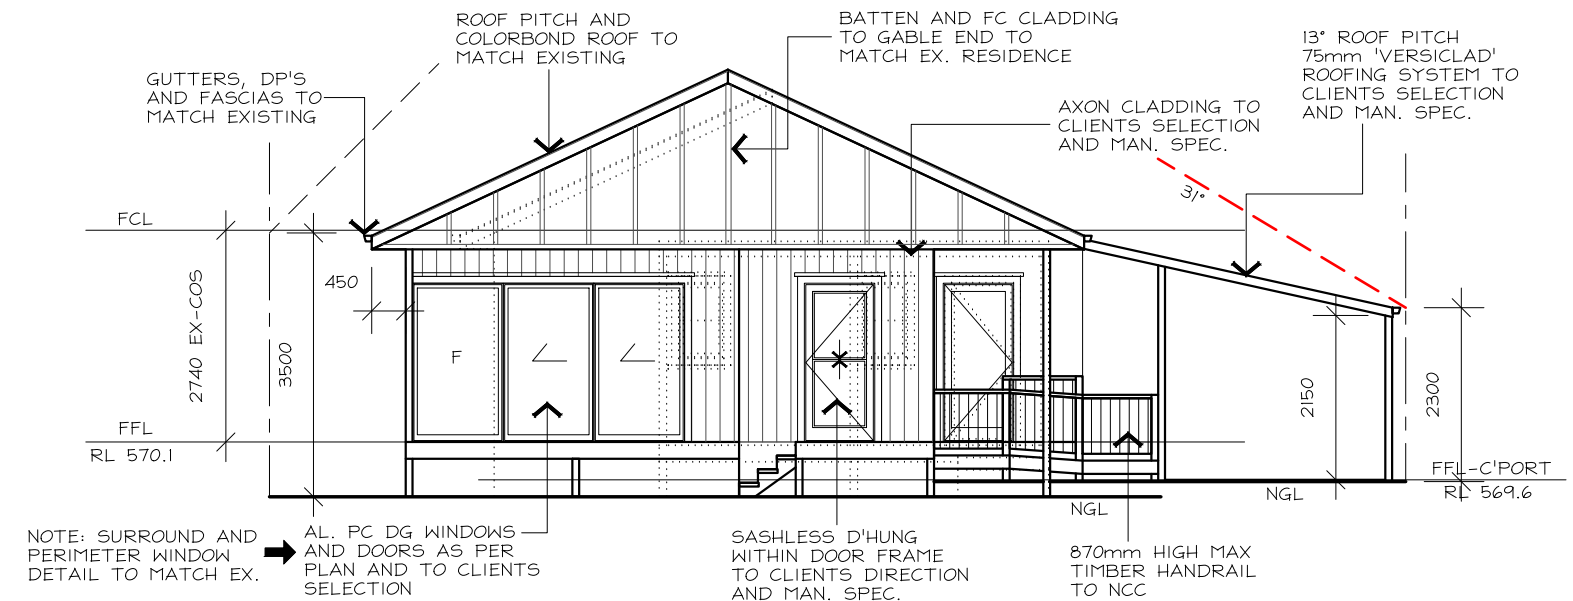 ROOF PITCH AND
COLORBOND ROOF TO
MATCH EXISTING
BATTEN AND FC CLADDING
TO GABLE END TO
MATCH EX. RESIDENCE
13° ROOF PITCH
75mm 'VERSICLAD'
ROOFING SYSTEM TO
CLIENTS SELECTION
AND MAN. SPEC.
GUTTERS, DP'S
AND FASCIAS TO
MATCH EXISTING
AXON CLADDING TO
CLIENTS SELECTION
AND MAN. SPEC.
31°
FCL
450
2740 EX-COS
3500
F
2150
2300
FFL
RL 570.1
FFL-C'PORT
RL 569.6
NGL
NGL
NOTE: SURROUND AND
PERIMETER WINDOW
DETAIL TO MATCH EX.
AL. PC DG WINDOWS
AND DOORS AS PER
PLAN AND TO CLIENTS
SELECTION
SASHLESS D'HUNG
WITHIN DOOR FRAME
TO CLIENTS DIRECTION
AND MAN. SPEC.
870mm HIGH MAX
TIMBER HANDRAIL
TO NCC